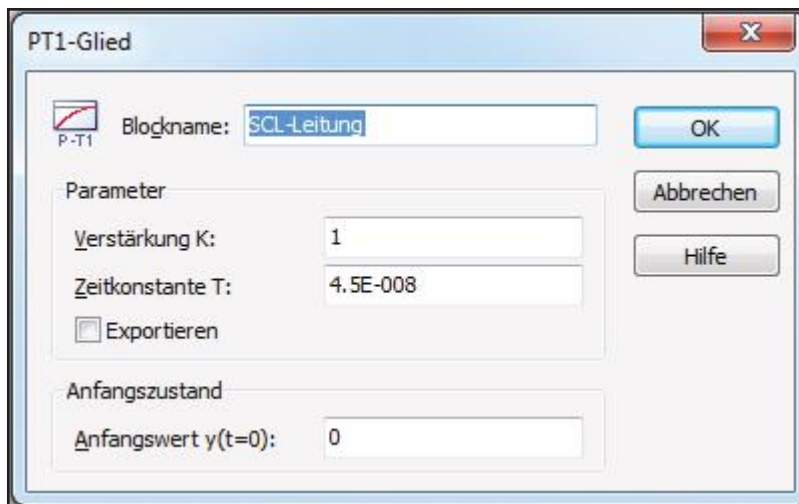 PT1-Glied
P-T1
Blockname: SCL-Leitung
OK
Parameter
Abbrechen
Verstärkung K: 1
Hilfe
Zeitkonstante T: 4.5E-008
Exportieren
Anfangszustand
Anfangswert y(t=0): 0